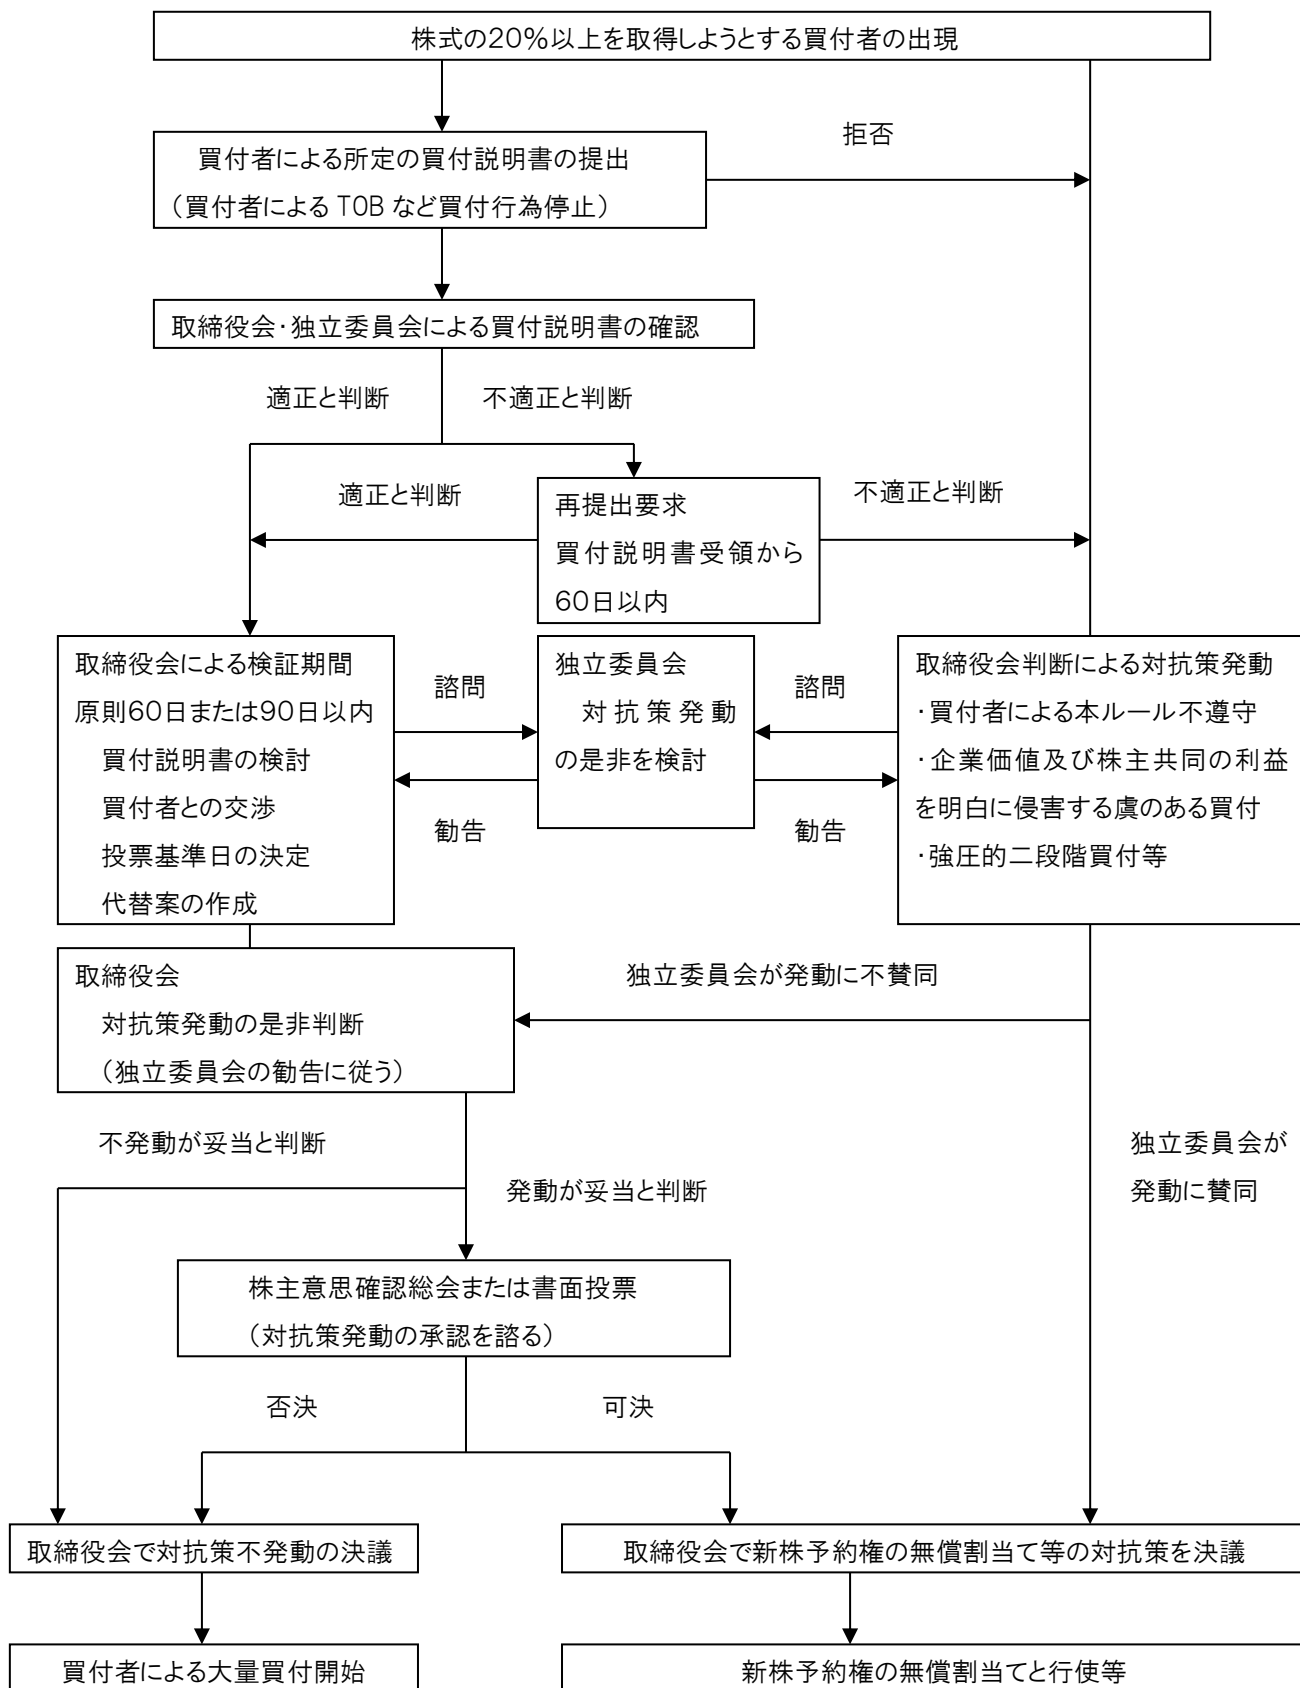 株式の20%以上を取得しようとする買付者の出現
拒否
買付者による所定の買付説明書の提出
（買付者による TOB など買付行為停止）
取締役会・独立委員会による買付説明書の確認
適正と判断
不適正と判断
適正と判断
再提出要求
買付説明書受領から
60日以内
不適正と判断
取締役会による検証期間
原則60日または90日以内
買付説明書の検討
買付者との交渉
投票基準日の決定
代替案の作成
諮問
勧告
独立委員会
対抗策発動
の是非を検討
諮問
勧告
取締役会判断による対抗策発動
・買付者による本ルール不遵守
・企業価値及び株主共同の利益
を明白に侵害する虞のある買付
・強圧的二段階買付等
取締役会
対抗策発動の是非判断
（独立委員会の勧告に従う）
独立委員会が発動に不賛同
不発動が妥当と判断
発動が妥当と判断
独立委員会が
発動に賛同
株主意思確認総会または書面投票
（対抗策発動の承認を諮る）
否決
可決
取締役会で対抗策不発動の決議
取締役会で新株予約権の無償割当て等の対抗策を決議
買付者による大量買付開始
新株予約権の無償割当てと行使等